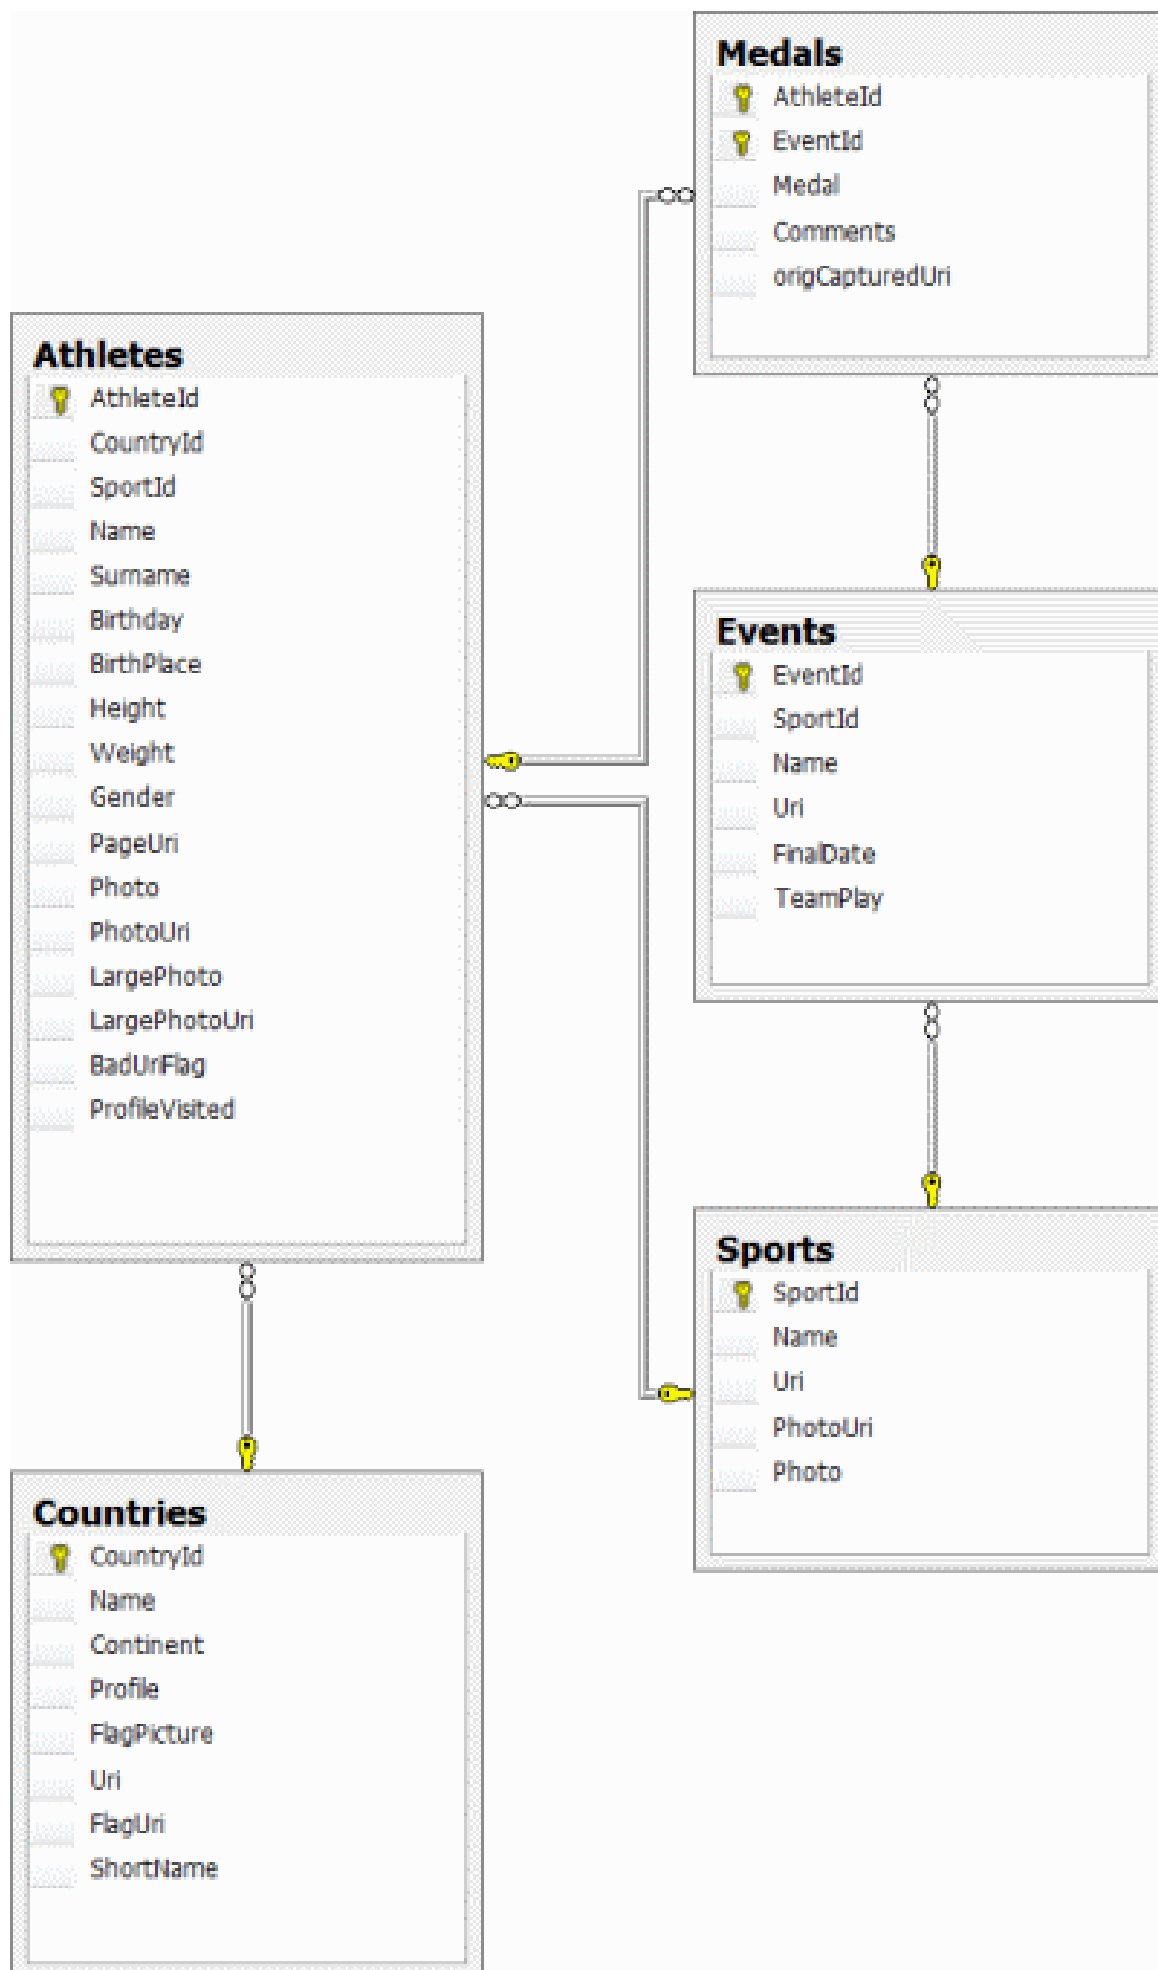 Medals
AthleteId
EventId
Medal
Comments
origCapturedUri
Athletes
AthleteId
CountryId
SportId
Name
Surname
Birthday
BirthPlace
Height
Weight
Gender
PageUri
Photo
PhotoUri
LargePhoto
LargePhotoUri
BadUriFlag
ProfileVisited
Events
EventId
SportId
Name
Uri
FinalDate
TeamPlay
Sports
SportId
Name
Uri
PhotoUri
Photo
Countries
CountryId
Name
Continent
Profile
FlagPicture
Uri
FlagUri
ShortName